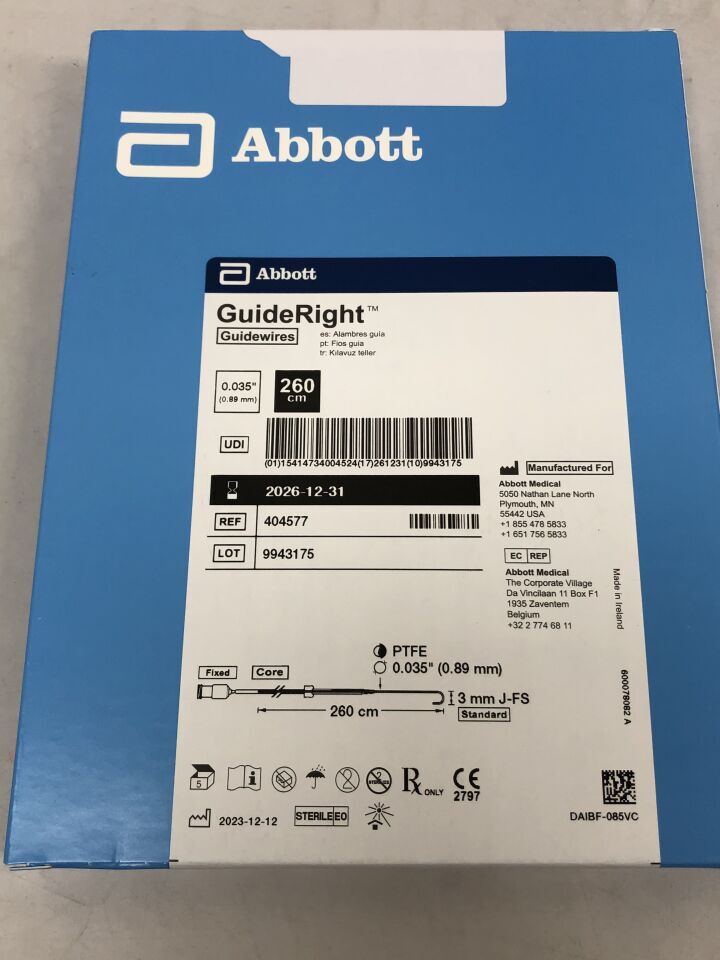 Abbott
Abbott
GuideRight™
Guidewires
es: Alambres guía
pt: Fios guia
tr: Kılavuz teller
0.035"
(0.89 mm)
260
cm
UDI
(01)15414734004524(17)261231(10)9943175
2026-12-31
REF 404577
LOT 9943175
Manufactured For
Abbott Medical
5050 Nathan Lane North
Plymouth, MN
55442 USA
+1 855 478 5833
+1 651 756 5833
EC REP
Abbott Medical
The Corporate Village
Da Vincilaan 11 Box F1
1935 Zaventem
Belgium
+32 2 774 68 11
Made in Ireland
600078082 A
PTFE
0.035" (0.89 mm)
Fixed Core
3 mm J-FS
260 cm
Standard
5
i
2
2 STERILIZE
Rx ONLY
CE
2797
2023-12-12
STERILE EO
DAIBF-085VC